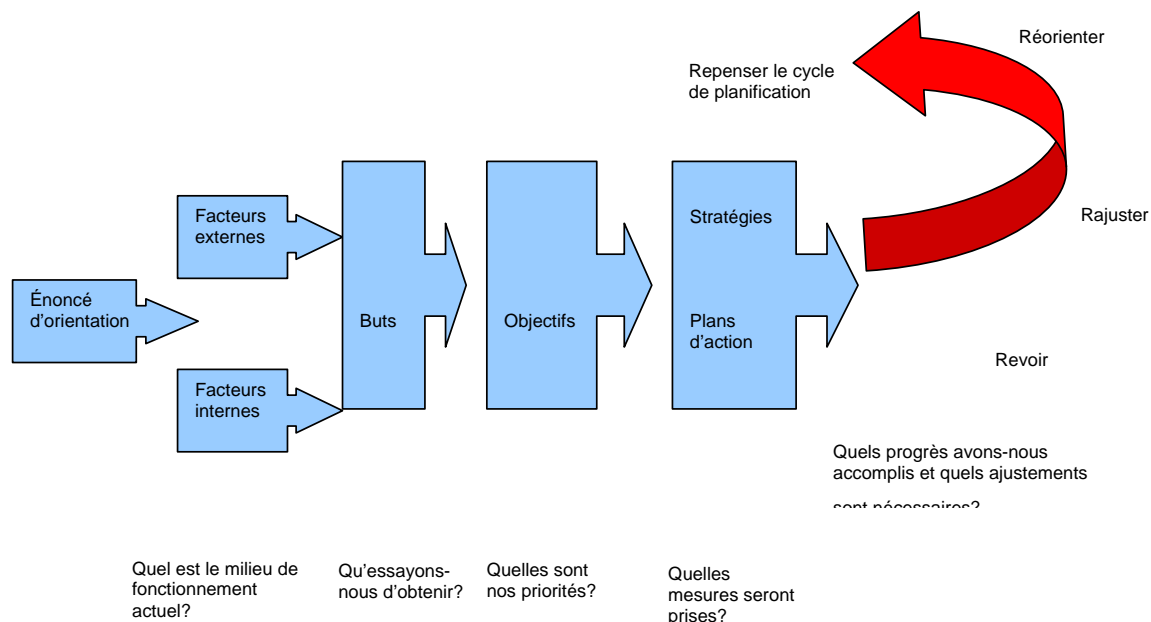 Réorienter
Repenser le cycle
de planification
Facteurs
externes
Stratégies
Rajuster
Énoncé
d’orientation
Buts
Objectifs
Plans
d’action
Revoir
Facteurs
internes
Quels progrès avons-nous
accomplis et quels ajustements
sont nécessaires?
Quel est le milieu de
fonctionnement
actuel?
Qu’essayons-
nous d’obtenir?
Quelles sont
nos priorités?
Quelles
mesures seront
prises?